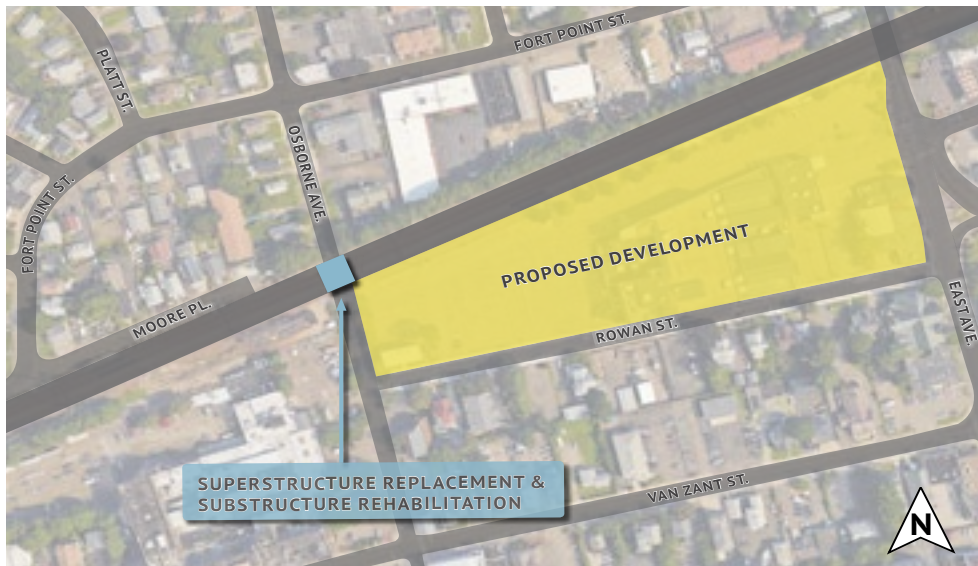 FORT POINT ST.
PLATT ST.
OSBORNE AVE.
FORT POINT ST.
PROPOSED DEVELOPMENT
MOORE PL.
ROWAN ST.
EAST AVE.
SUPERSTRUCTURE REPLACEMENT &
SUBSTRUCTURE REHABILITATION
VAN ZANT ST.
N